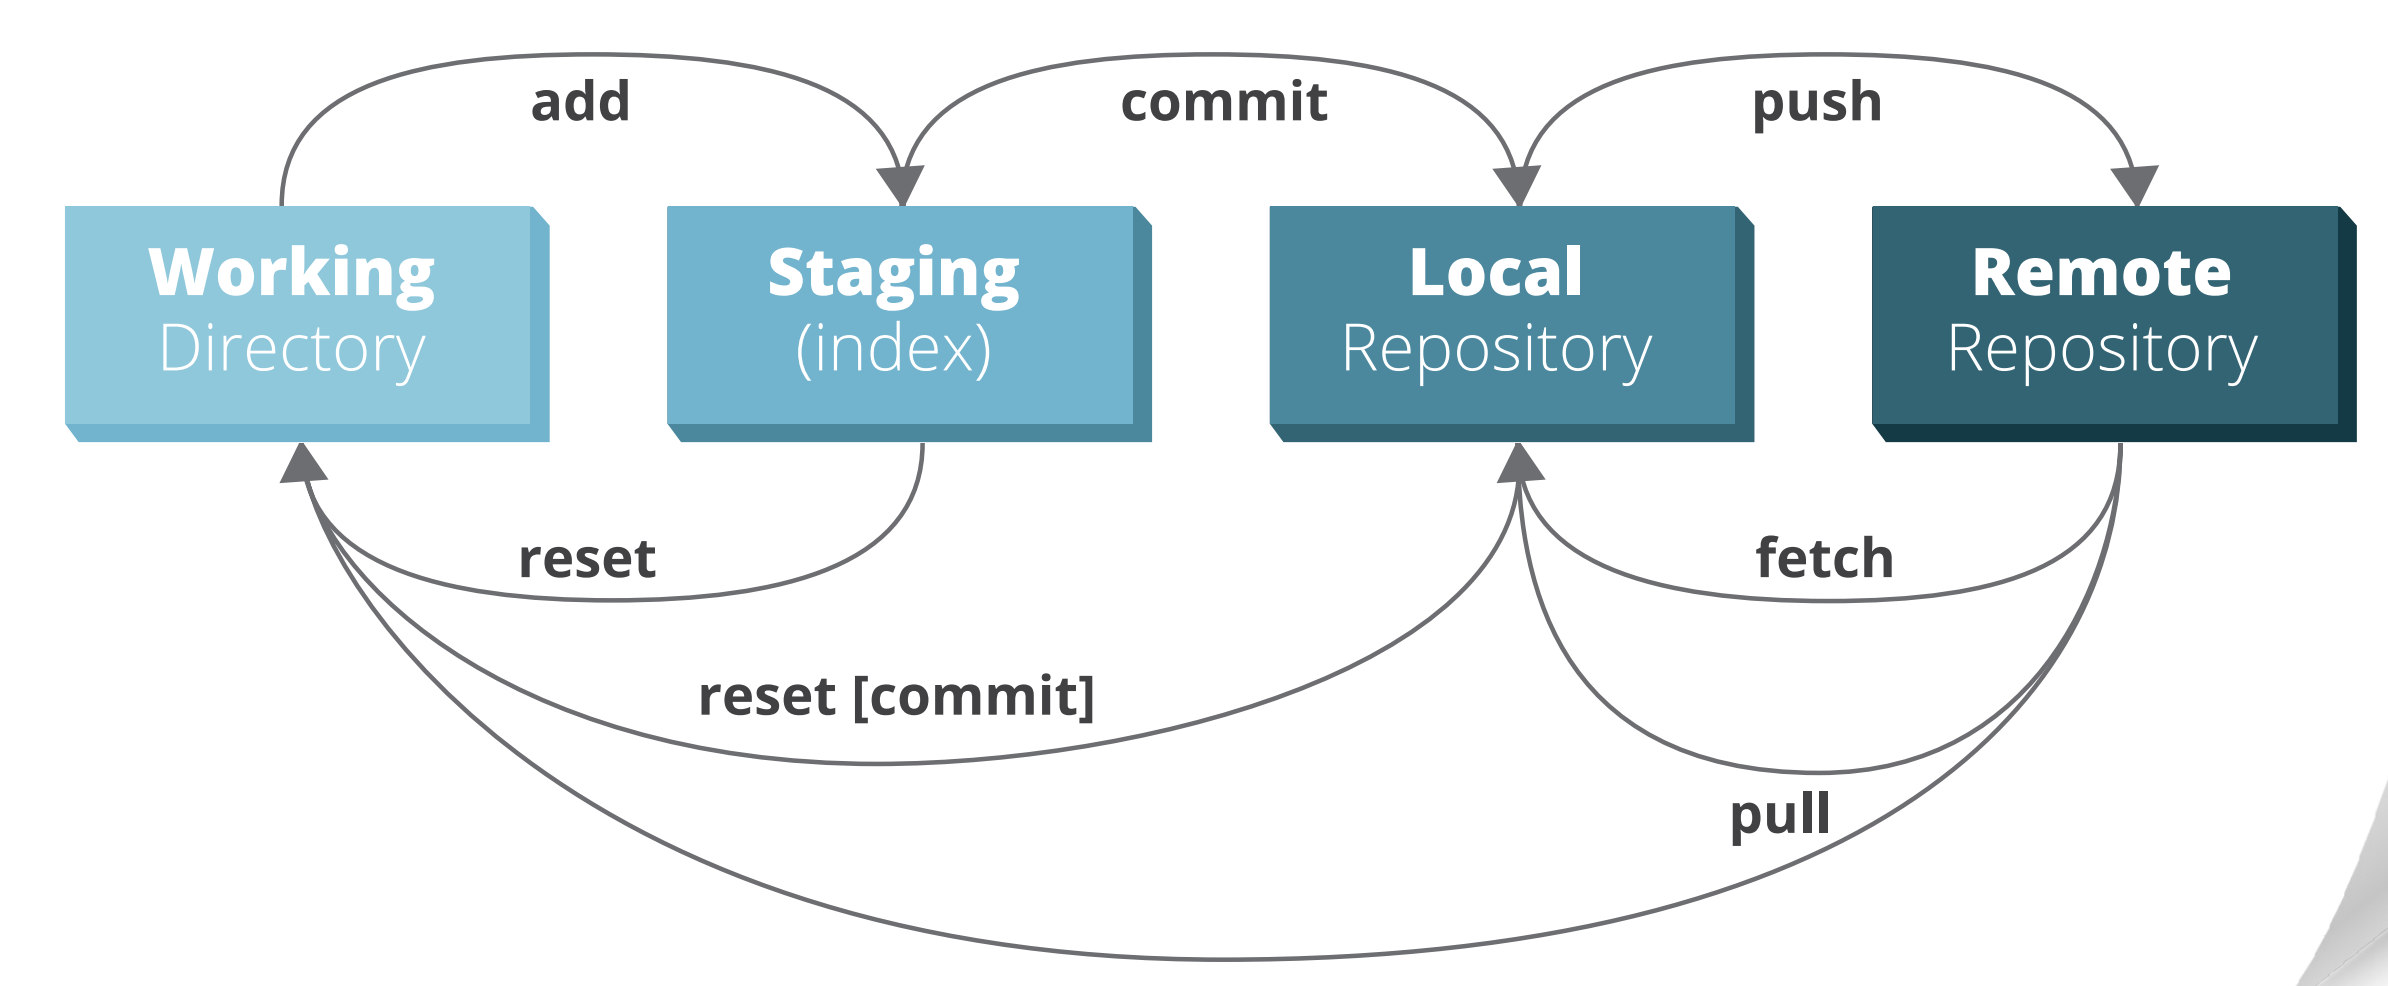 add
commit
push
Working
Directory
Staging
(index)
Local
Repository
Remote
Repository
reset
fetch
reset [commit]
pull